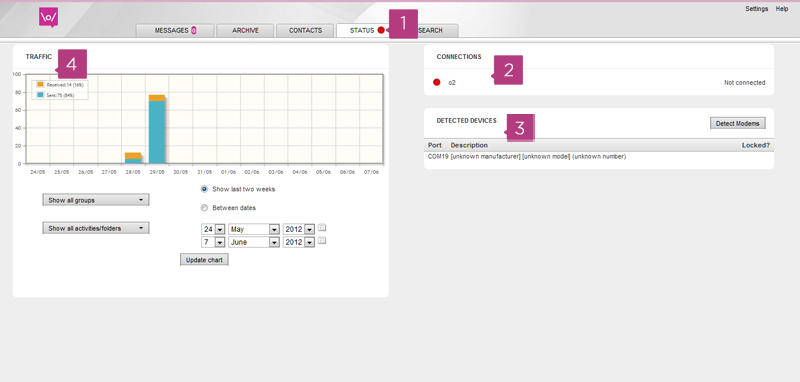 Settings Help
\o/
MESSAGES 0 ARCHIVE CONTACTS STATUS 1 SEARCH
TRAFFIC 4
100
80
60
40
20
0
Received:14 (16%)
Sent:75 (84%)
24/05 25/05 26/05 27/05 28/05 29/05 30/05 31/05 01/06 02/06 03/06 04/06 05/06 06/06 07/06
Show all groups
Show all activities/folders
Show last two weeks
Between dates
24 May 2012
7 June 2012
Update chart
CONNECTIONS 2
o2 Not connected
DETECTED DEVICES 3
Detect Modems
Port Description Locked?
COM19 [unknown manufacturer] [unknown model] (unknown number)